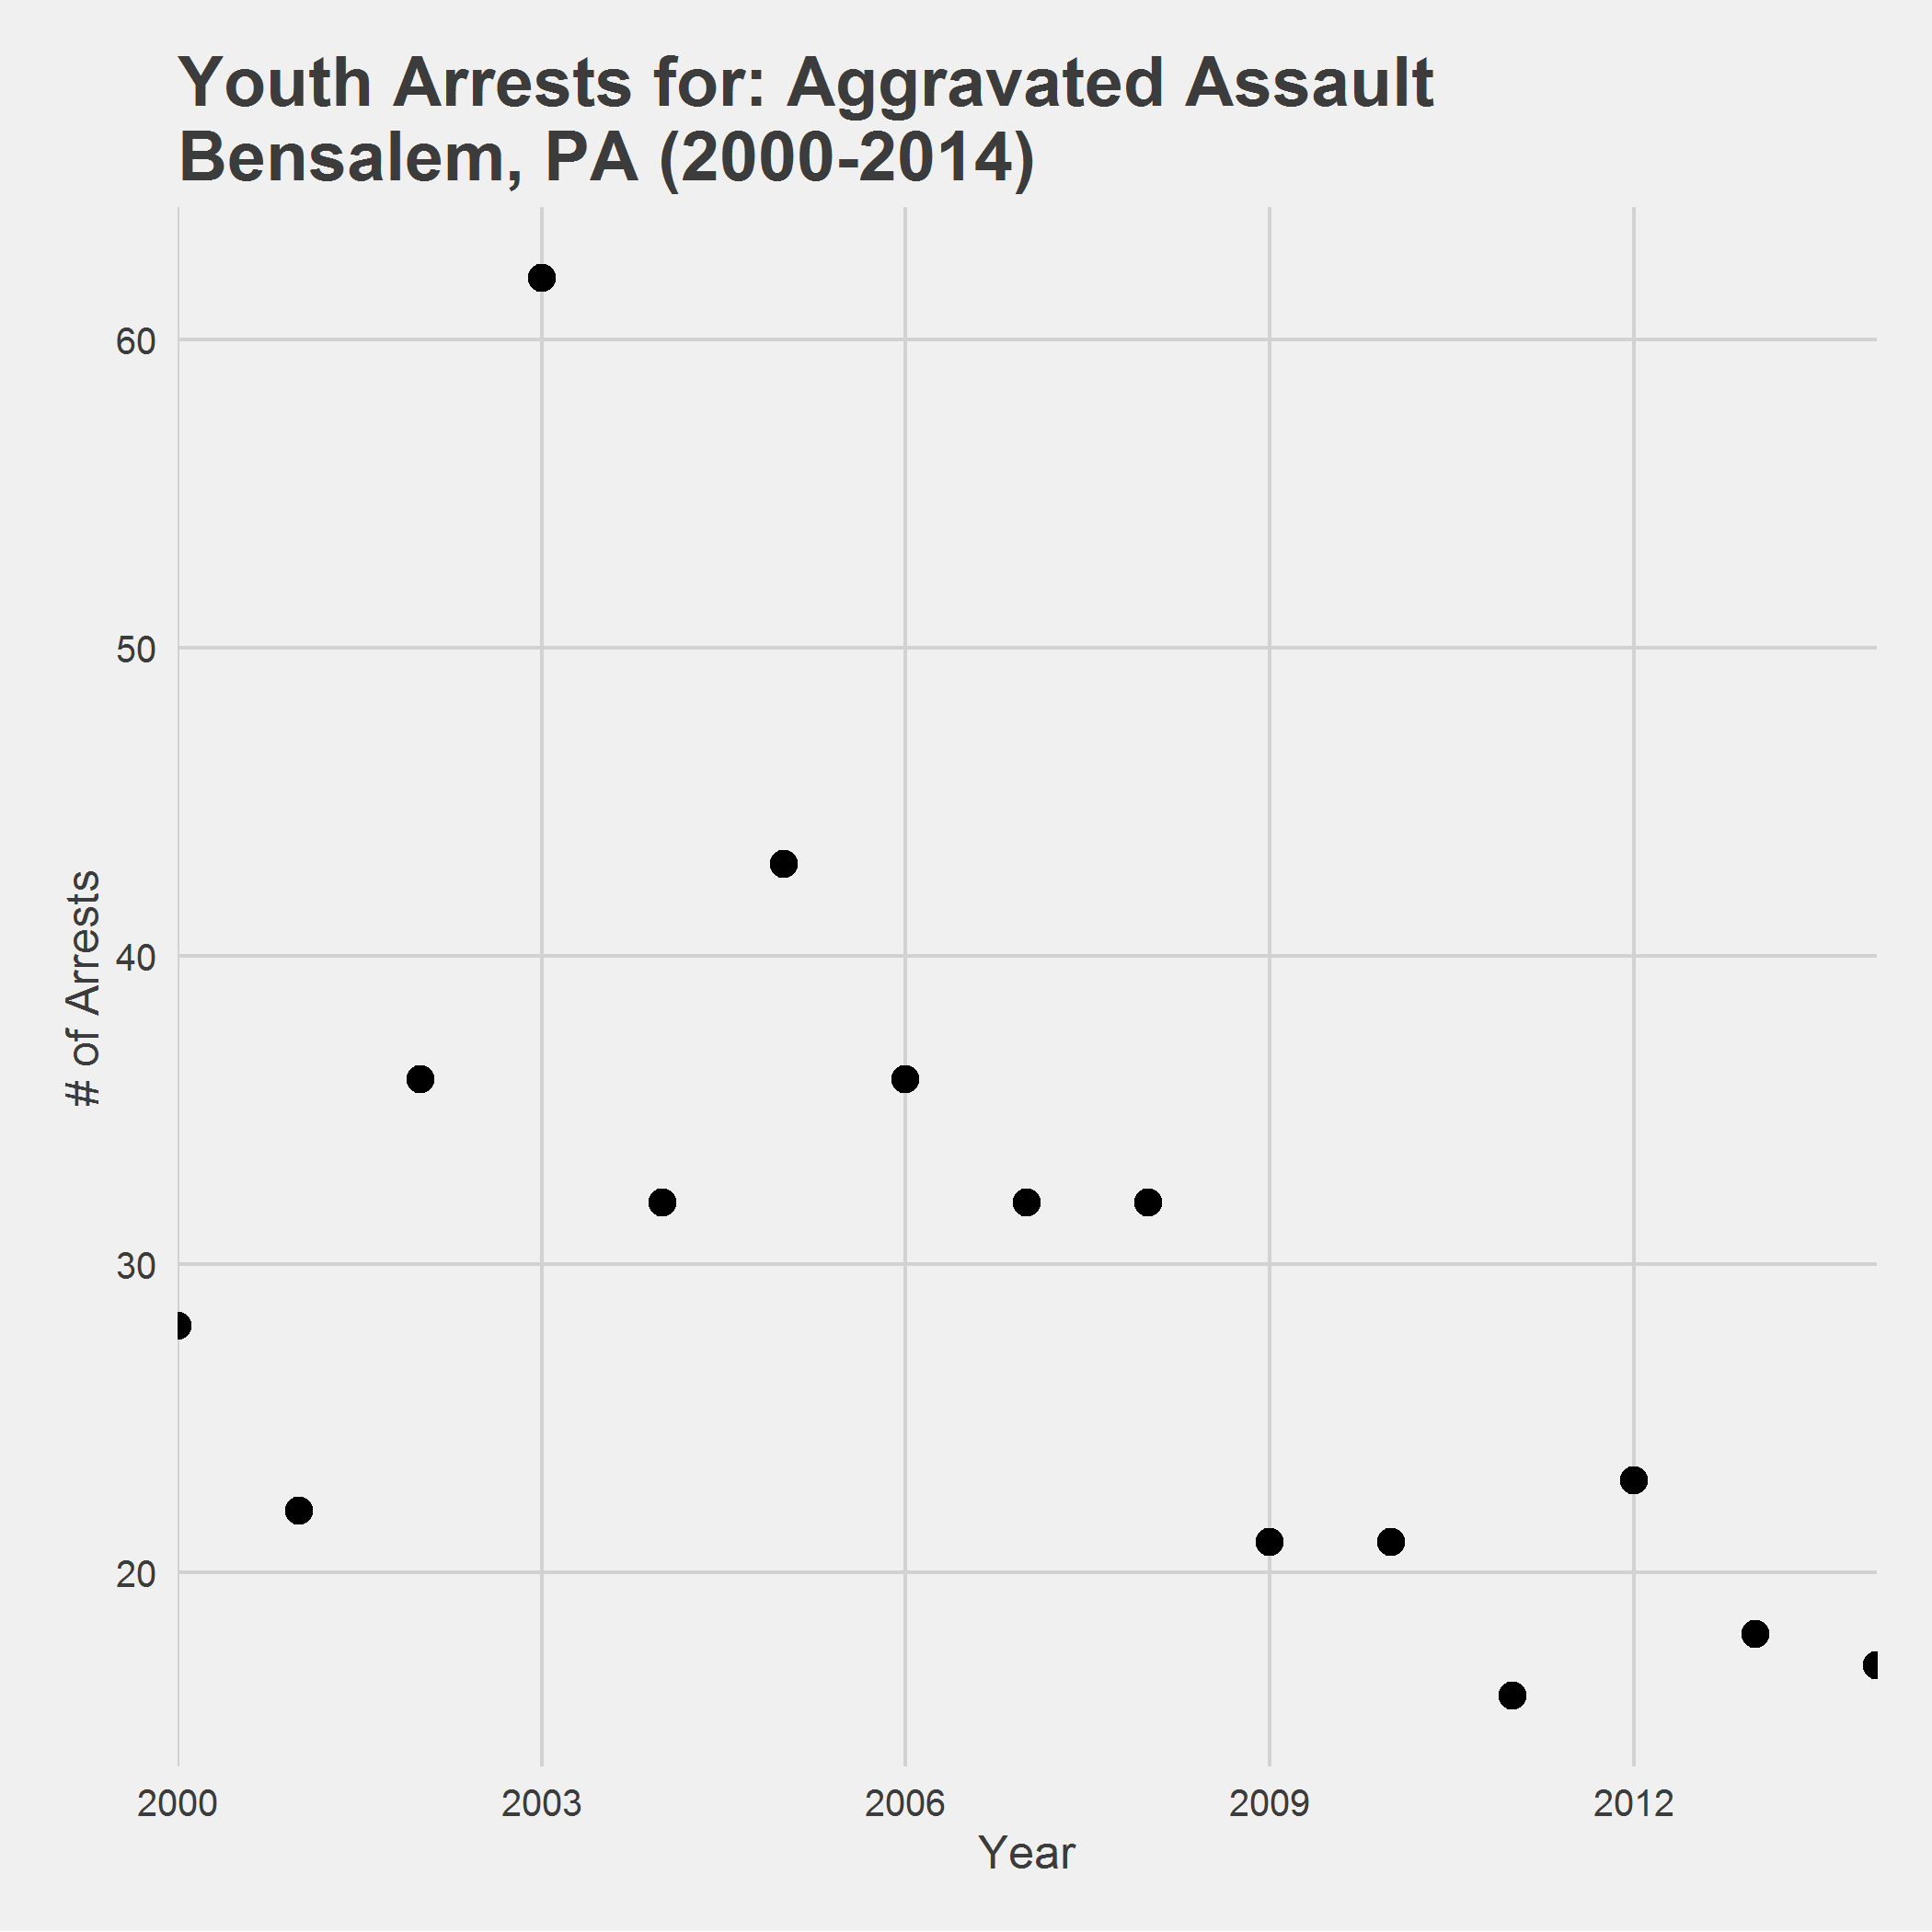 Youth Arrests for: Aggravated Assault
Bensalem, PA (2000-2014)
60
50
40
30
20
# of Arrests
2000 2003 2006 2009 2012
Year